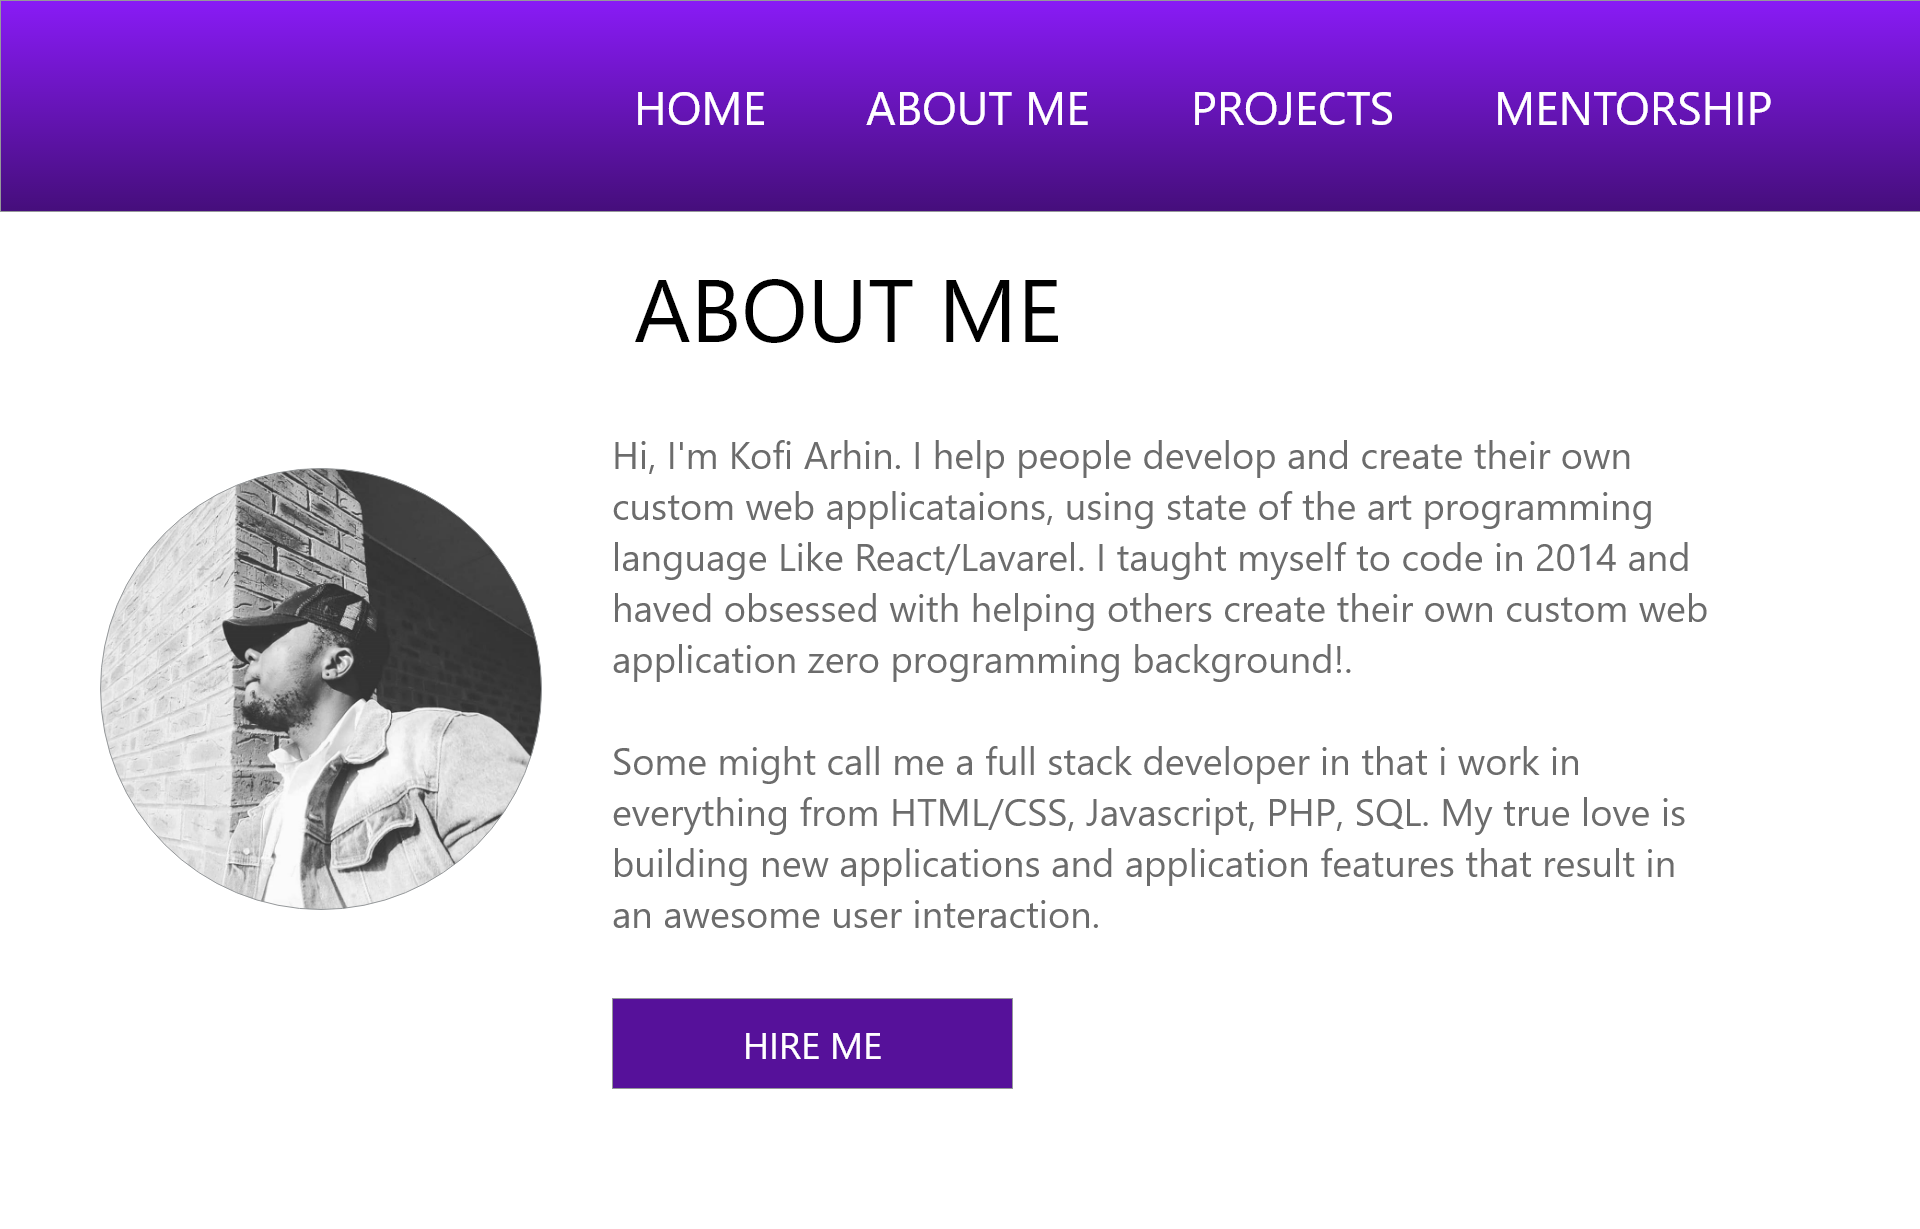 HOME ABOUT ME PROJECTS MENTORSHIP
ABOUT ME
Hi, I'm Kofi Arhin. I help people develop and create their own
custom web applicataions, using state of the art programming
language Like React/Lavarel. I taught myself to code in 2014 and
haved obsessed with helping others create their own custom web
application zero programming background!.
Some might call me a full stack developer in that i work in
everything from HTML/CSS, Javascript, PHP, SQL. My true love is
building new applications and application features that result in
an awesome user interaction.
HIRE ME